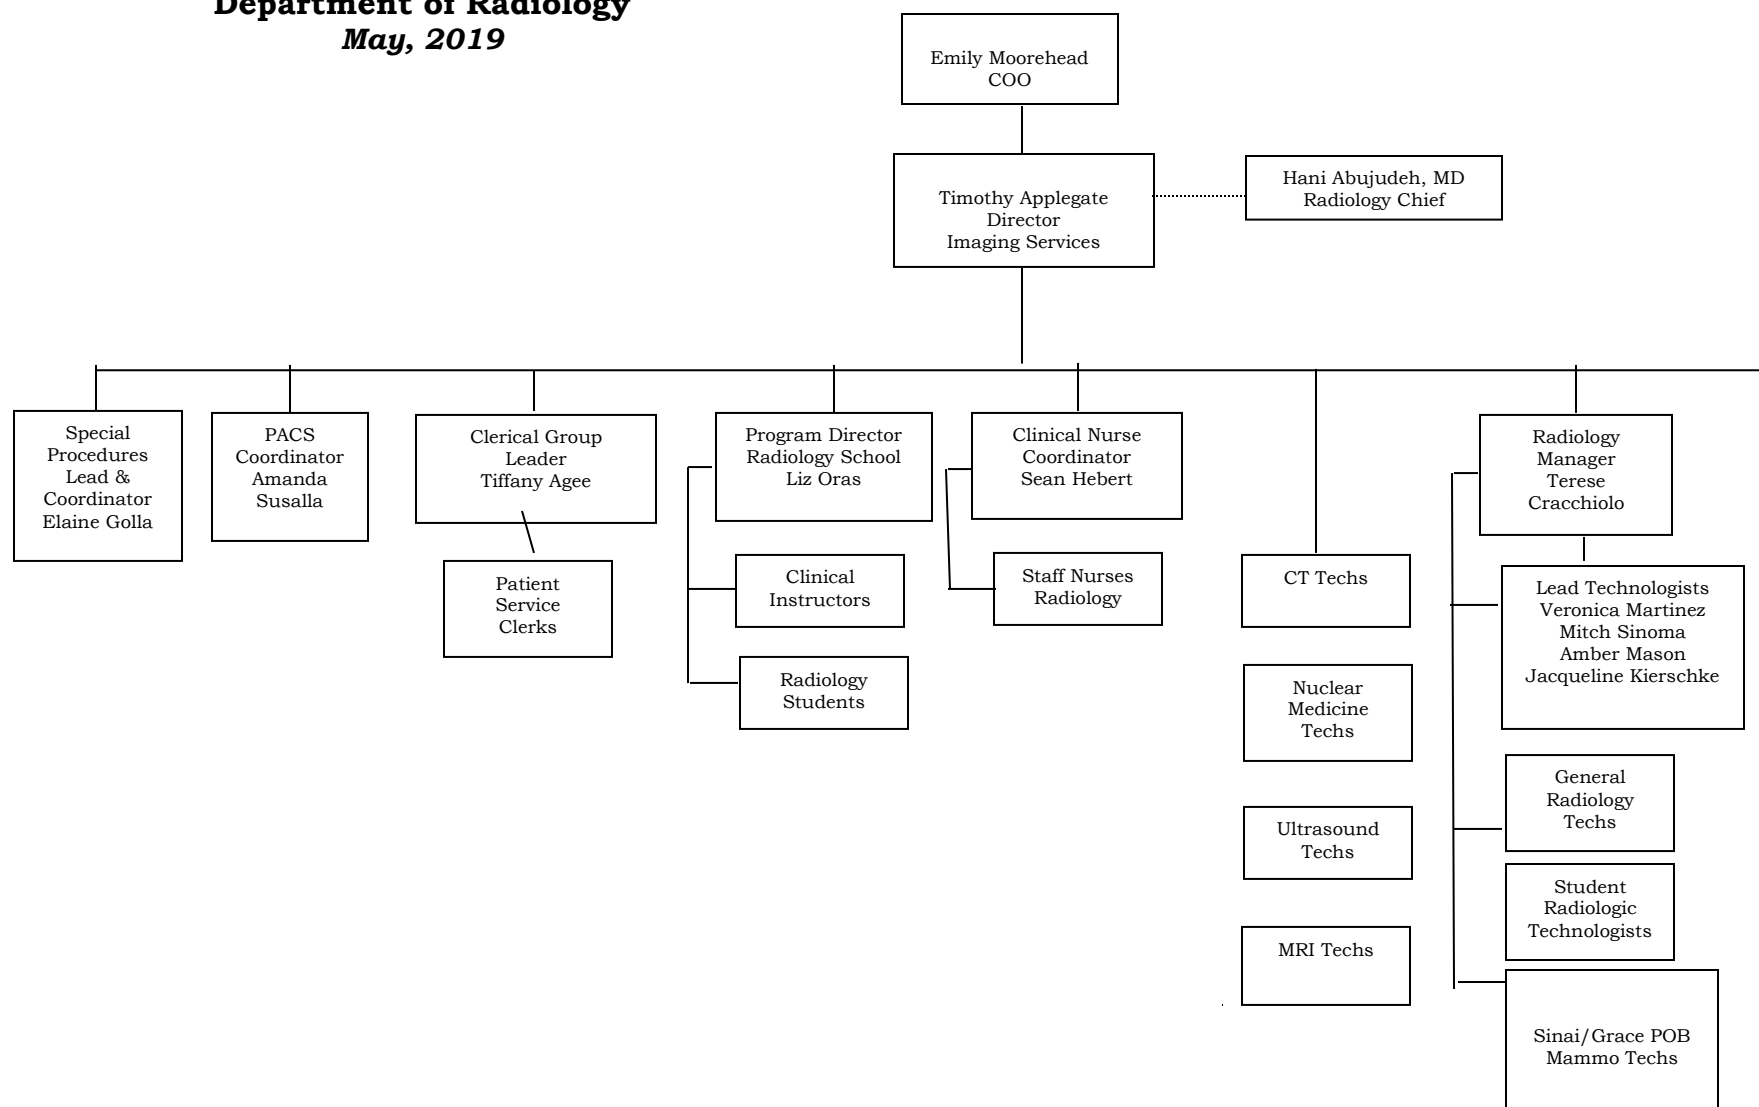 Department of Radiology
May, 2019
Emily Moorehead
COO
Timothy Applegate
Director
Imaging Services
Hani Abujudeh, MD
Radiology Chief
Special
Procedures
Lead &
Coordinator
Elaine Golla
PACS
Coordinator
Amanda
Susalla
Clerical Group
Leader
Tiffany Agee
Patient
Service
Clerks
Program Director
Radiology School
Liz Oras
Clinical
Instructors
Radiology
Students
Clinical Nurse
Coordinator
Sean Hebert
Staff Nurses
Radiology
CT Techs
Nuclear
Medicine
Techs
Ultrasound
Techs
MRI Techs
Radiology
Manager
Terese
Cracchiolo
Lead Technologists
Veronica Martinez
Mitch Sinoma
Amber Mason
Jacqueline Kierschke
General
Radiology
Techs
Student
Radiologic
Technologists
Sinai/Grace POB
Mammo Techs